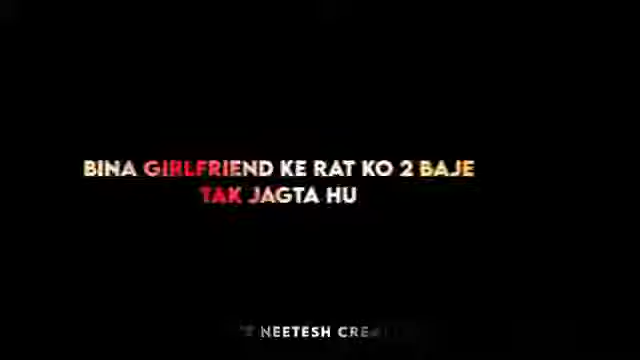 BINA GIRLFRIEND KE RAT KO 2 BAJE
TAK JAGTA HU
NEETESH